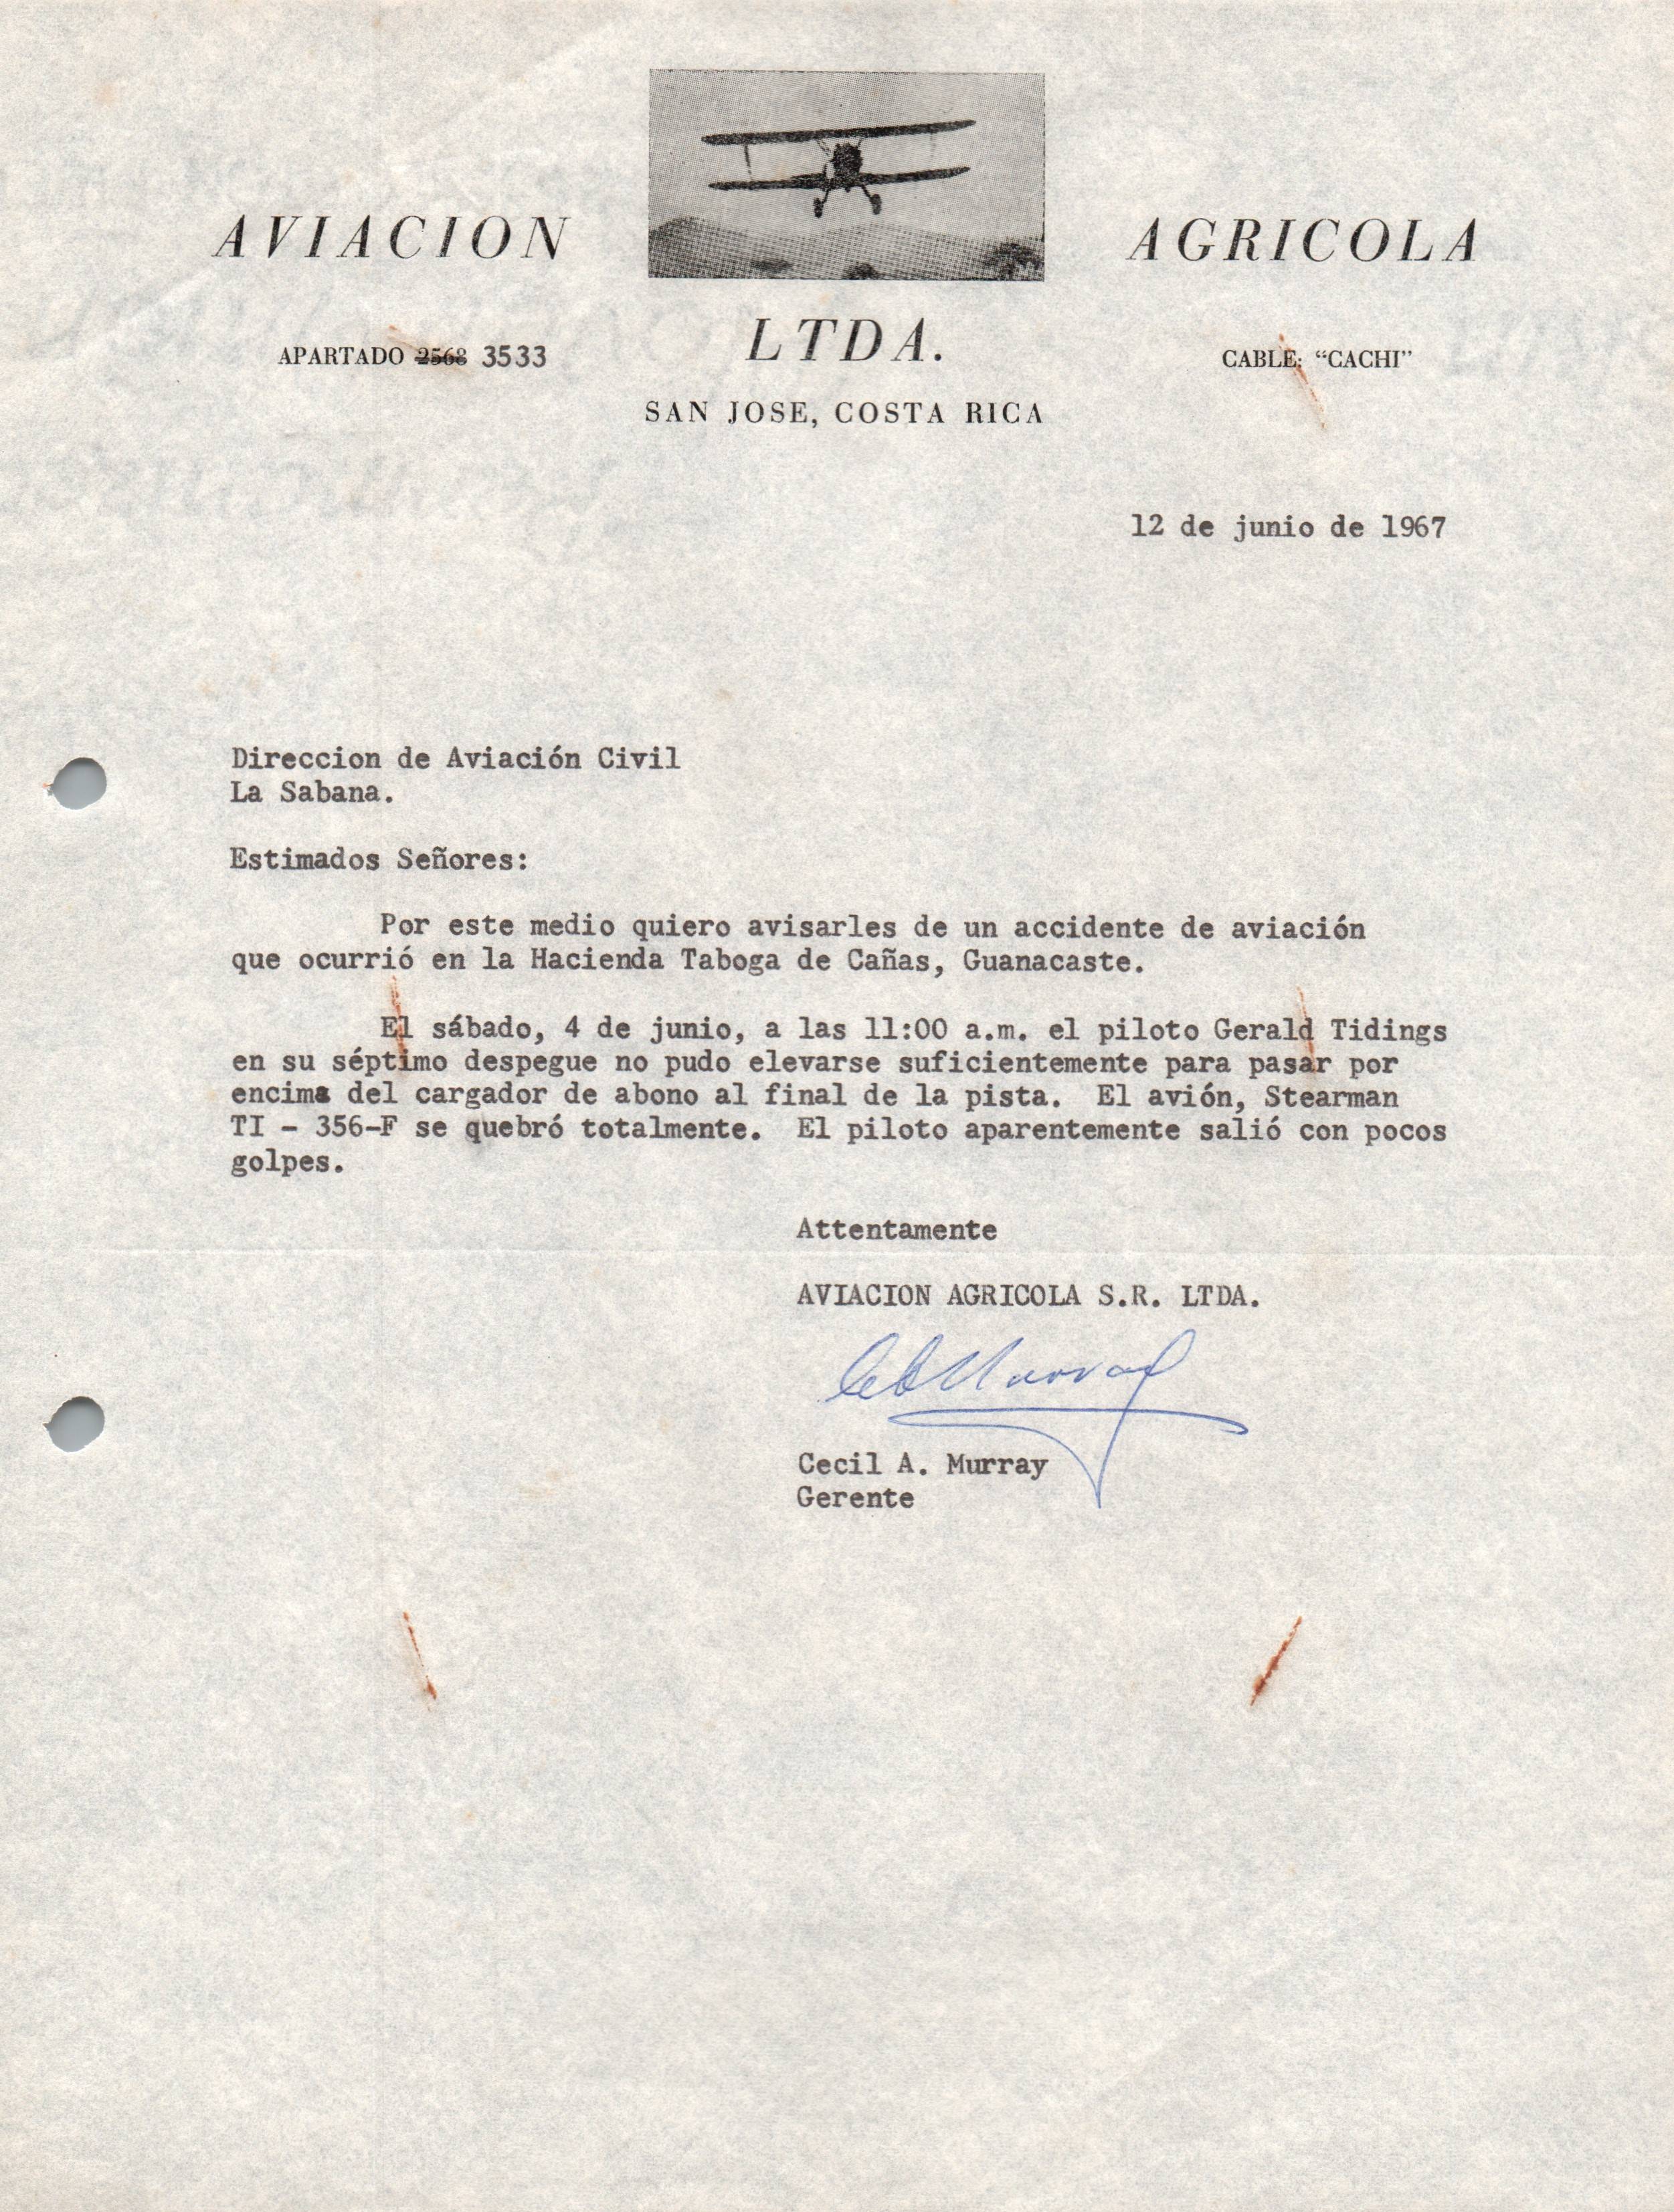 AVIACION AGRICOLA
LTDA.
APARTADO 2568 3533
CABLE: “CACHI”
SAN JOSE, COSTA RICA
12 de junio de 1967
Direccion de Aviación Civil
La Sabana.
Estimados Señores:
Por este medio quiero avisarles de un accidente de aviación
que ocurrió en la Hacienda Taboga de Cañas, Guanacaste.
El sábado, 4 de junio, a las 11:00 a.m. el piloto Gerald Tidings
en su séptimo despegue no pudo elevarse suficientemente para pasar por
encima del cargador de abono al final de la pista. El avión, Stearman
TI - 356-F se quebró totalmente. El piloto aparentemente salió con pocos
golpes.
Attentamente
AVIACION AGRICOLA S.R. LTDA.
Cecil A. Murray
Gerente